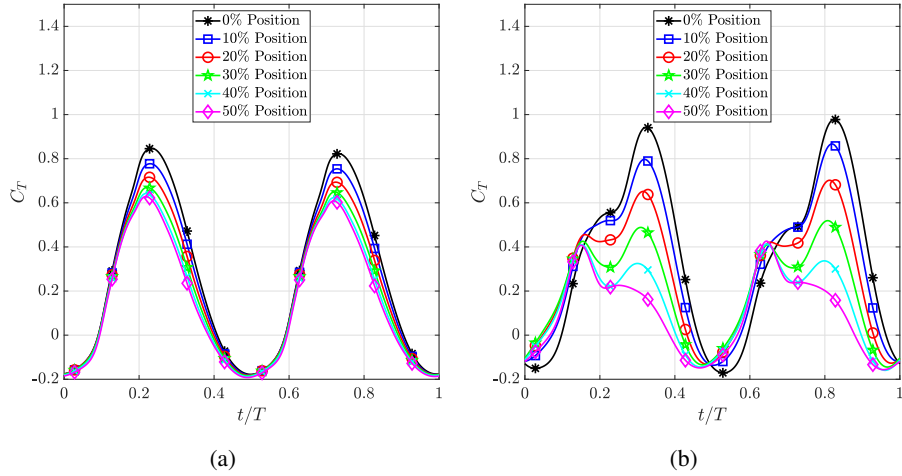 1.4
1.2
1
0.8
0.6
0.4
0.2
0
-0.2
C_T
0% Position
10% Position
20% Position
30% Position
40% Position
50% Position
0 0.2 0.4 0.6 0.8 1
t/T
(a)
1.4
1.2
1
0.8
0.6
0.4
0.2
0
-0.2
C_T
0% Position
10% Position
20% Position
30% Position
40% Position
50% Position
0 0.2 0.4 0.6 0.8 1
t/T
(b)